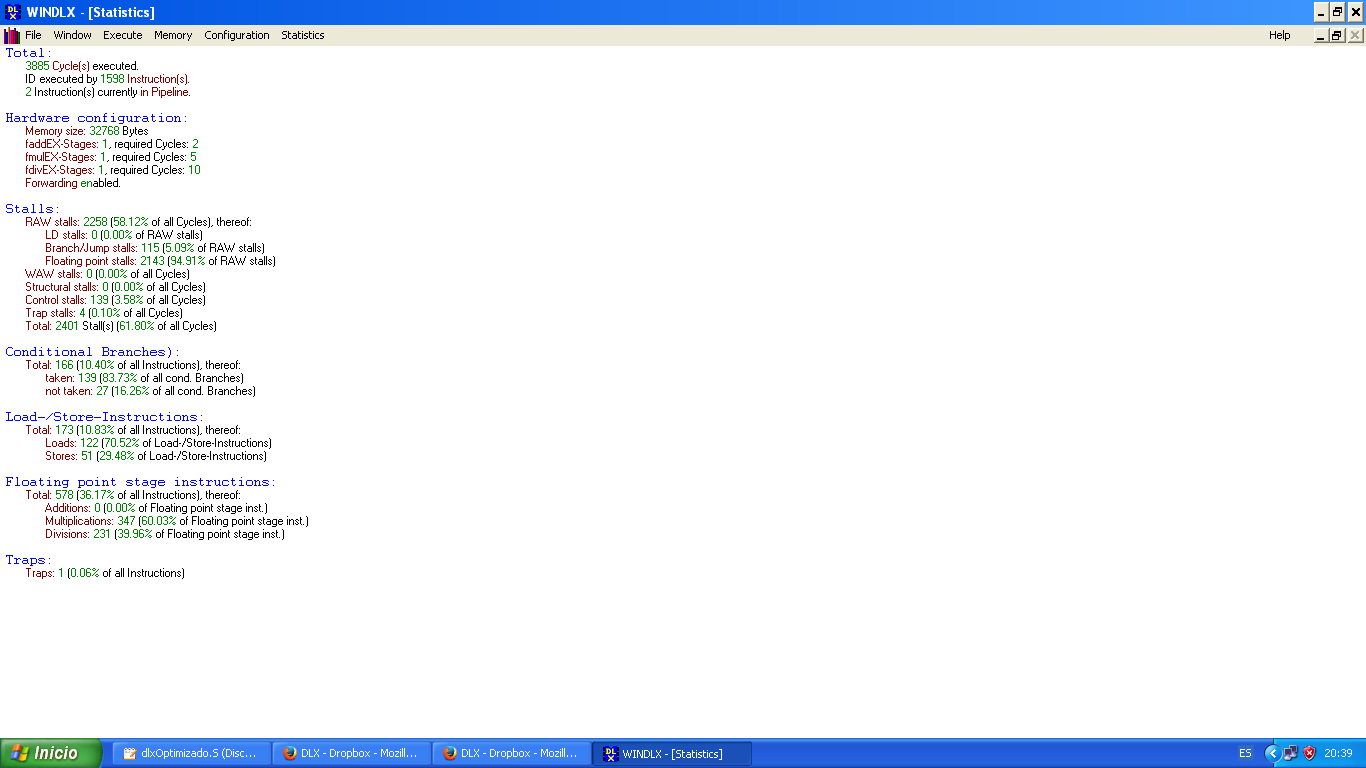 WINDLX - [Statistics]
File Window Execute Memory Configuration Statistics Help
Total:
3885 Cycle(s) executed.
ID executed by 1598 Instruction(s).
2 Instruction(s) currently in Pipeline.
Hardware configuration:
Memory size: 32768 Bytes
faddEX-Stages: 1, required Cycles: 2
fmulEX-Stages: 1, required Cycles: 5
fdivEX-Stages: 1, required Cycles: 10
Forwarding enabled.
Stalls:
RAW stalls: 2258 (58.12% of all Cycles), thereof:
LD stalls: 0 (0.00% of RAW stalls)
Branch/Jump stalls: 115 (5.09% of RAW stalls)
Floating point stalls: 2143 (94.91% of RAW stalls)
WAW stalls: 0 (0.00% of all Cycles)
Structural stalls: 0 (0.00% of all Cycles)
Control stalls: 139 (3.58% of all Cycles)
Trap stalls: 4 (0.10% of all Cycles)
Total: 2401 Stall(s) (61.80% of all Cycles)
Conditional Branches):
Total: 166 (10.40% of all Instructions), thereof:
taken: 139 (83.73% of all cond. Branches)
not taken: 27 (16.26% of all cond. Branches)
Load-/Store-Instructions:
Total: 173 (10.83% of all Instructions), thereof:
Loads: 122 (70.52% of Load-/Store-Instructions)
Stores: 51 (29.48% of Load-/Store-Instructions)
Floating point stage instructions:
Total: 578 (36.17% of all Instructions), thereof:
Additions: 0 (0.00% of Floating point stage inst.)
Multiplications: 347 (60.03% of Floating point stage inst.)
Divisions: 231 (39.96% of Floating point stage inst.)
Traps:
Traps: 1 (0.06% of all Instructions)
Inicio dlxOptimizado.S (Disc... DLX - Dropbox - Mozill... DLX - Dropbox - Mozill... DLX WINDLX - [Statistics] ES 20:39